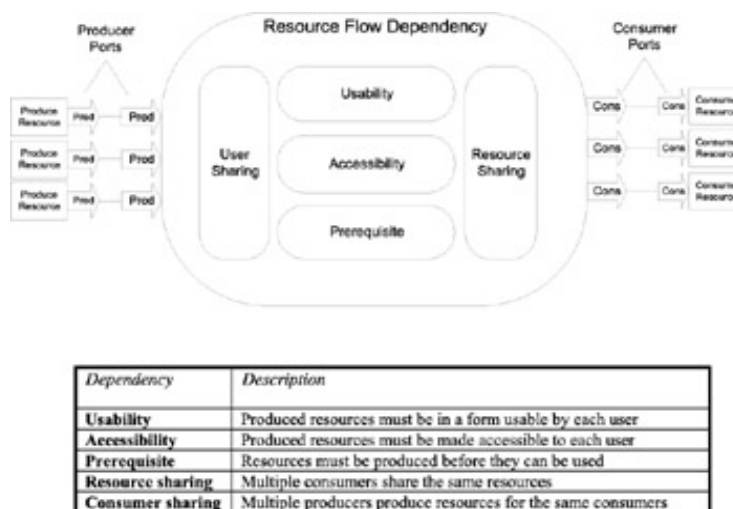 Resource Flow Dependency
Producer
Ports
Consumer
Ports
Produce
Resource
Prod
Prod
Cons
Cons
Consume
Resourc
Produce
Resource
Prod
Prod
Cons
Cons
Consume
Resourc
Produce
Resource
Prod
Prod
Cons
Cons
Consume
Resourc
User
Sharing
Usability
Accessibility
Prerequisite
Resource
Sharing
Dependency Description
Usability Produced resources must be in a form usable by each user
Accessibility Produced resources must be made accessible to each user
Prerequisite Resources must be produced before they can be used
Resource sharing Multiple consumers share the same resources
Consumer sharing Multiple producers produce resources for the same consumers